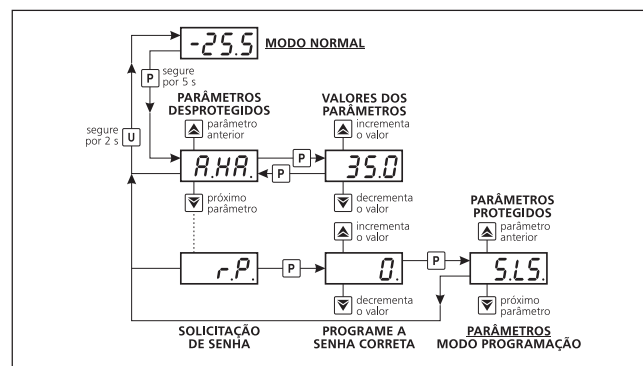 -25.5
MODO NORMAL
P
segure
por 5 s
PARÂMETROS
DESPROTEGIDOS
VALORES DOS
PARÂMETROS
segure
por 2 s
U
parâmetro
anterior
incrementa
o valor
A.HA.
P
P
35.0
próximo
parâmetro
decrementa
o valor
PARÂMETROS
PROTEGIDOS
incrementa
o valor
parâmetro
anterior
r.P.
P
0.
P
S.LS.
decrementa
o valor
próximo
parâmetro
SOLICITAÇÃO
DE SENHA
PROGRAME A
SENHA CORRETA
PARÂMETROS
MODO PROGRAMAÇÃO